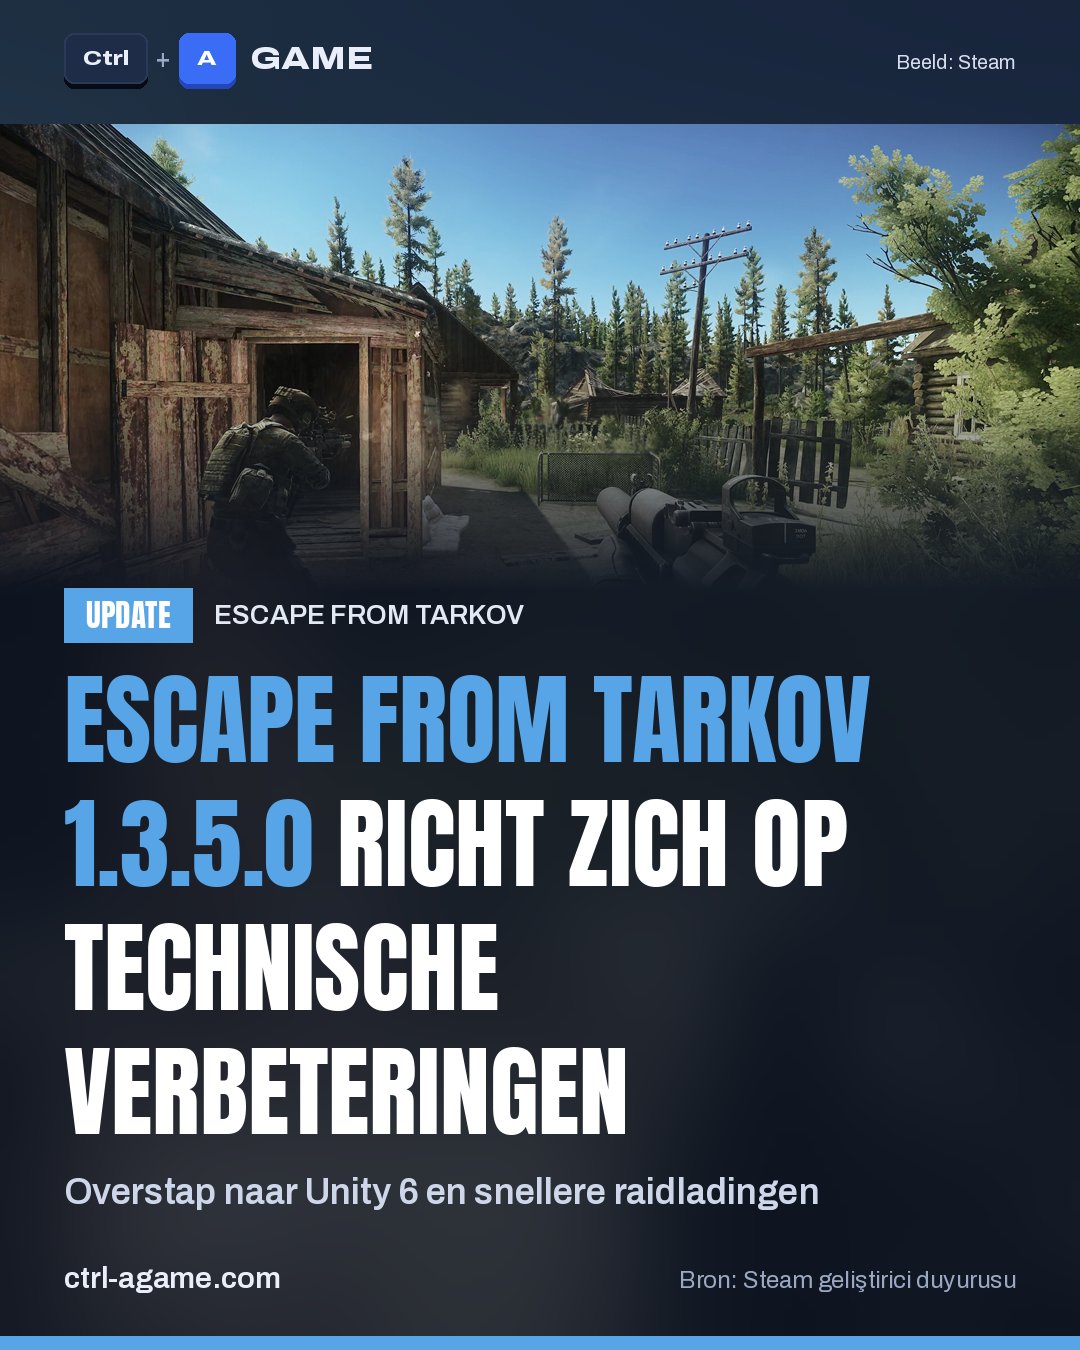 Ctrl + A GAME
Beeld: Steam
UPDATE ESCAPE FROM TARKOV
ESCAPE FROM TARKOV
1.3.5.0 RICHT ZICH OP
TECHNISCHE
VERBETERINGEN
Overstap naar Unity 6 en snellere raidladingen
ctrl-agame.com
Bron: Steam geliştirici duyurusu